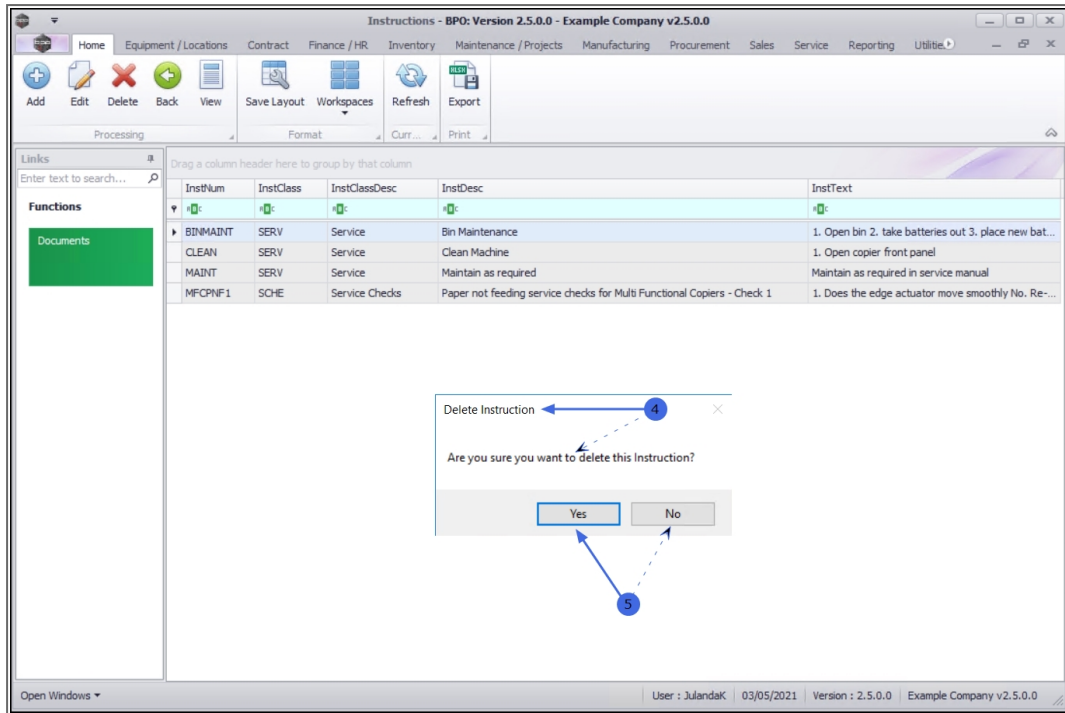 Instructions - BPO: Version 2.5.0.0 - Example Company v2.5.0.0
Home Equipment / Locations Contract Finance / HR Inventory Maintenance / Projects Manufacturing Procurement Sales Service Reporting Utilitie
Add Edit Delete Back View Save Layout Workspaces Refresh Export
Processing Format Curr... Print
Links
Enter text to search...
Functions
Documents
Drag a column header here to group by that column
InstNum InstClass InstClassDesc InstDesc InstText
BINMAINT SERV Service Bin Maintenance 1. Open bin 2. take batteries out 3. place new bat...
CLEAN SERV Service Clean Machine 1. Open copier front panel
MAINT SERV Service Maintain as required Maintain as required in service manual
MFCPNF1 SCHE Service Checks Paper not feeding service checks for Multi Functional Copiers - Check 1 1. Does the edge actuator move smoothly No. Re-...
Delete Instruction 4
Are you sure you want to delete this Instruction?
Yes No
5
Open Windows User : JulandaK 03/05/2021 Version : 2.5.0.0 Example Company v2.5.0.0